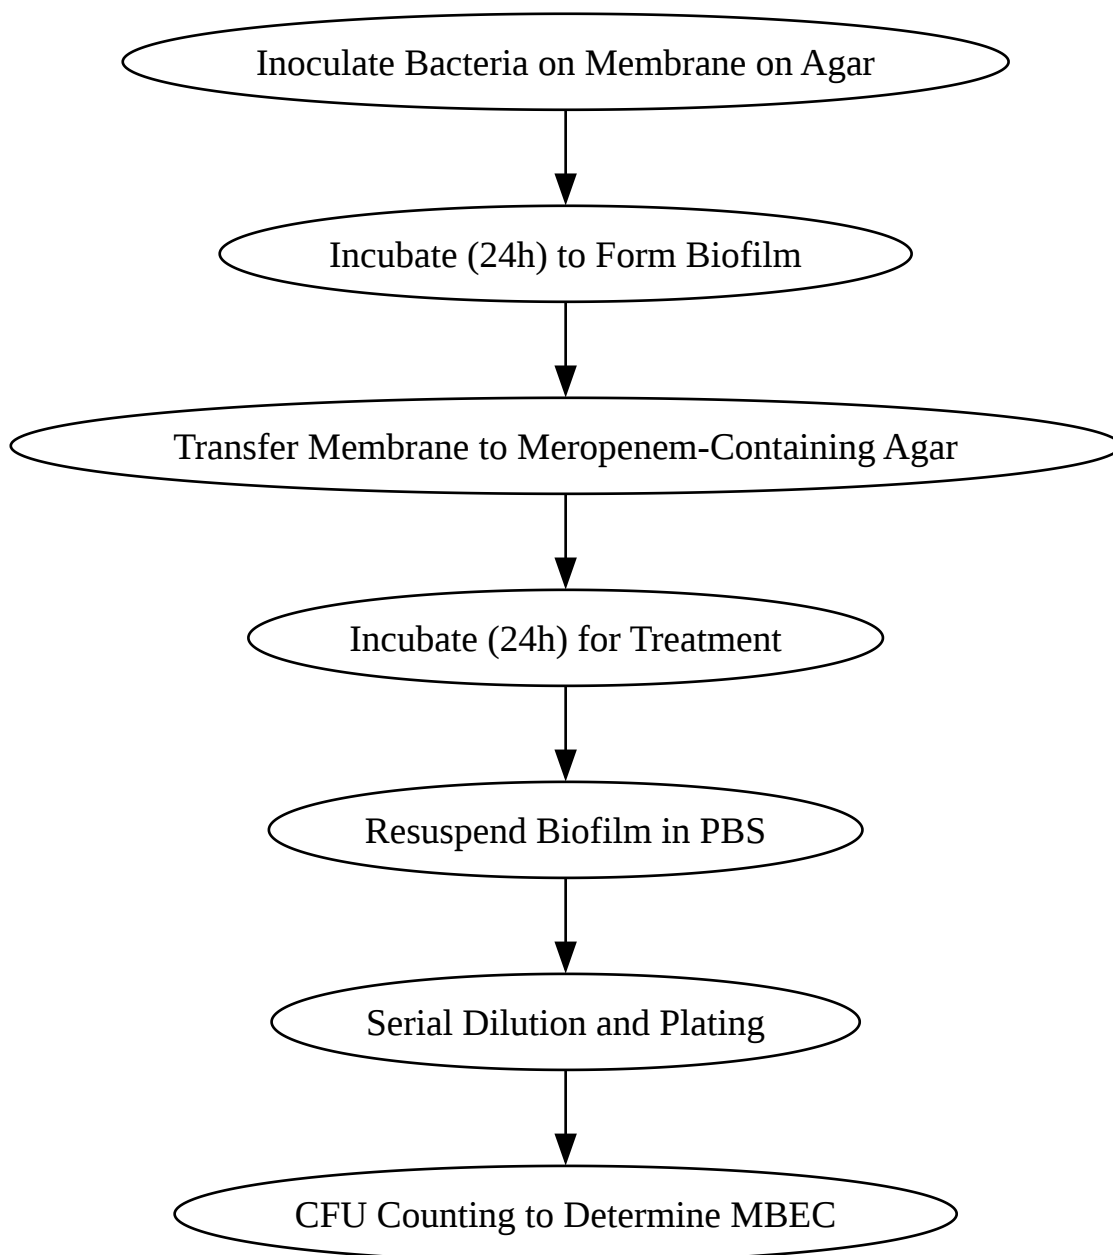 Inoculate Bacteria on Membrane on Agar
Incubate (24h) to Form Biofilm
Transfer Membrane to Meropenem-Containing Agar
Incubate (24h) for Treatment
Resuspend Biofilm in PBS
Serial Dilution and Plating
CFU Counting to Determine MBEC